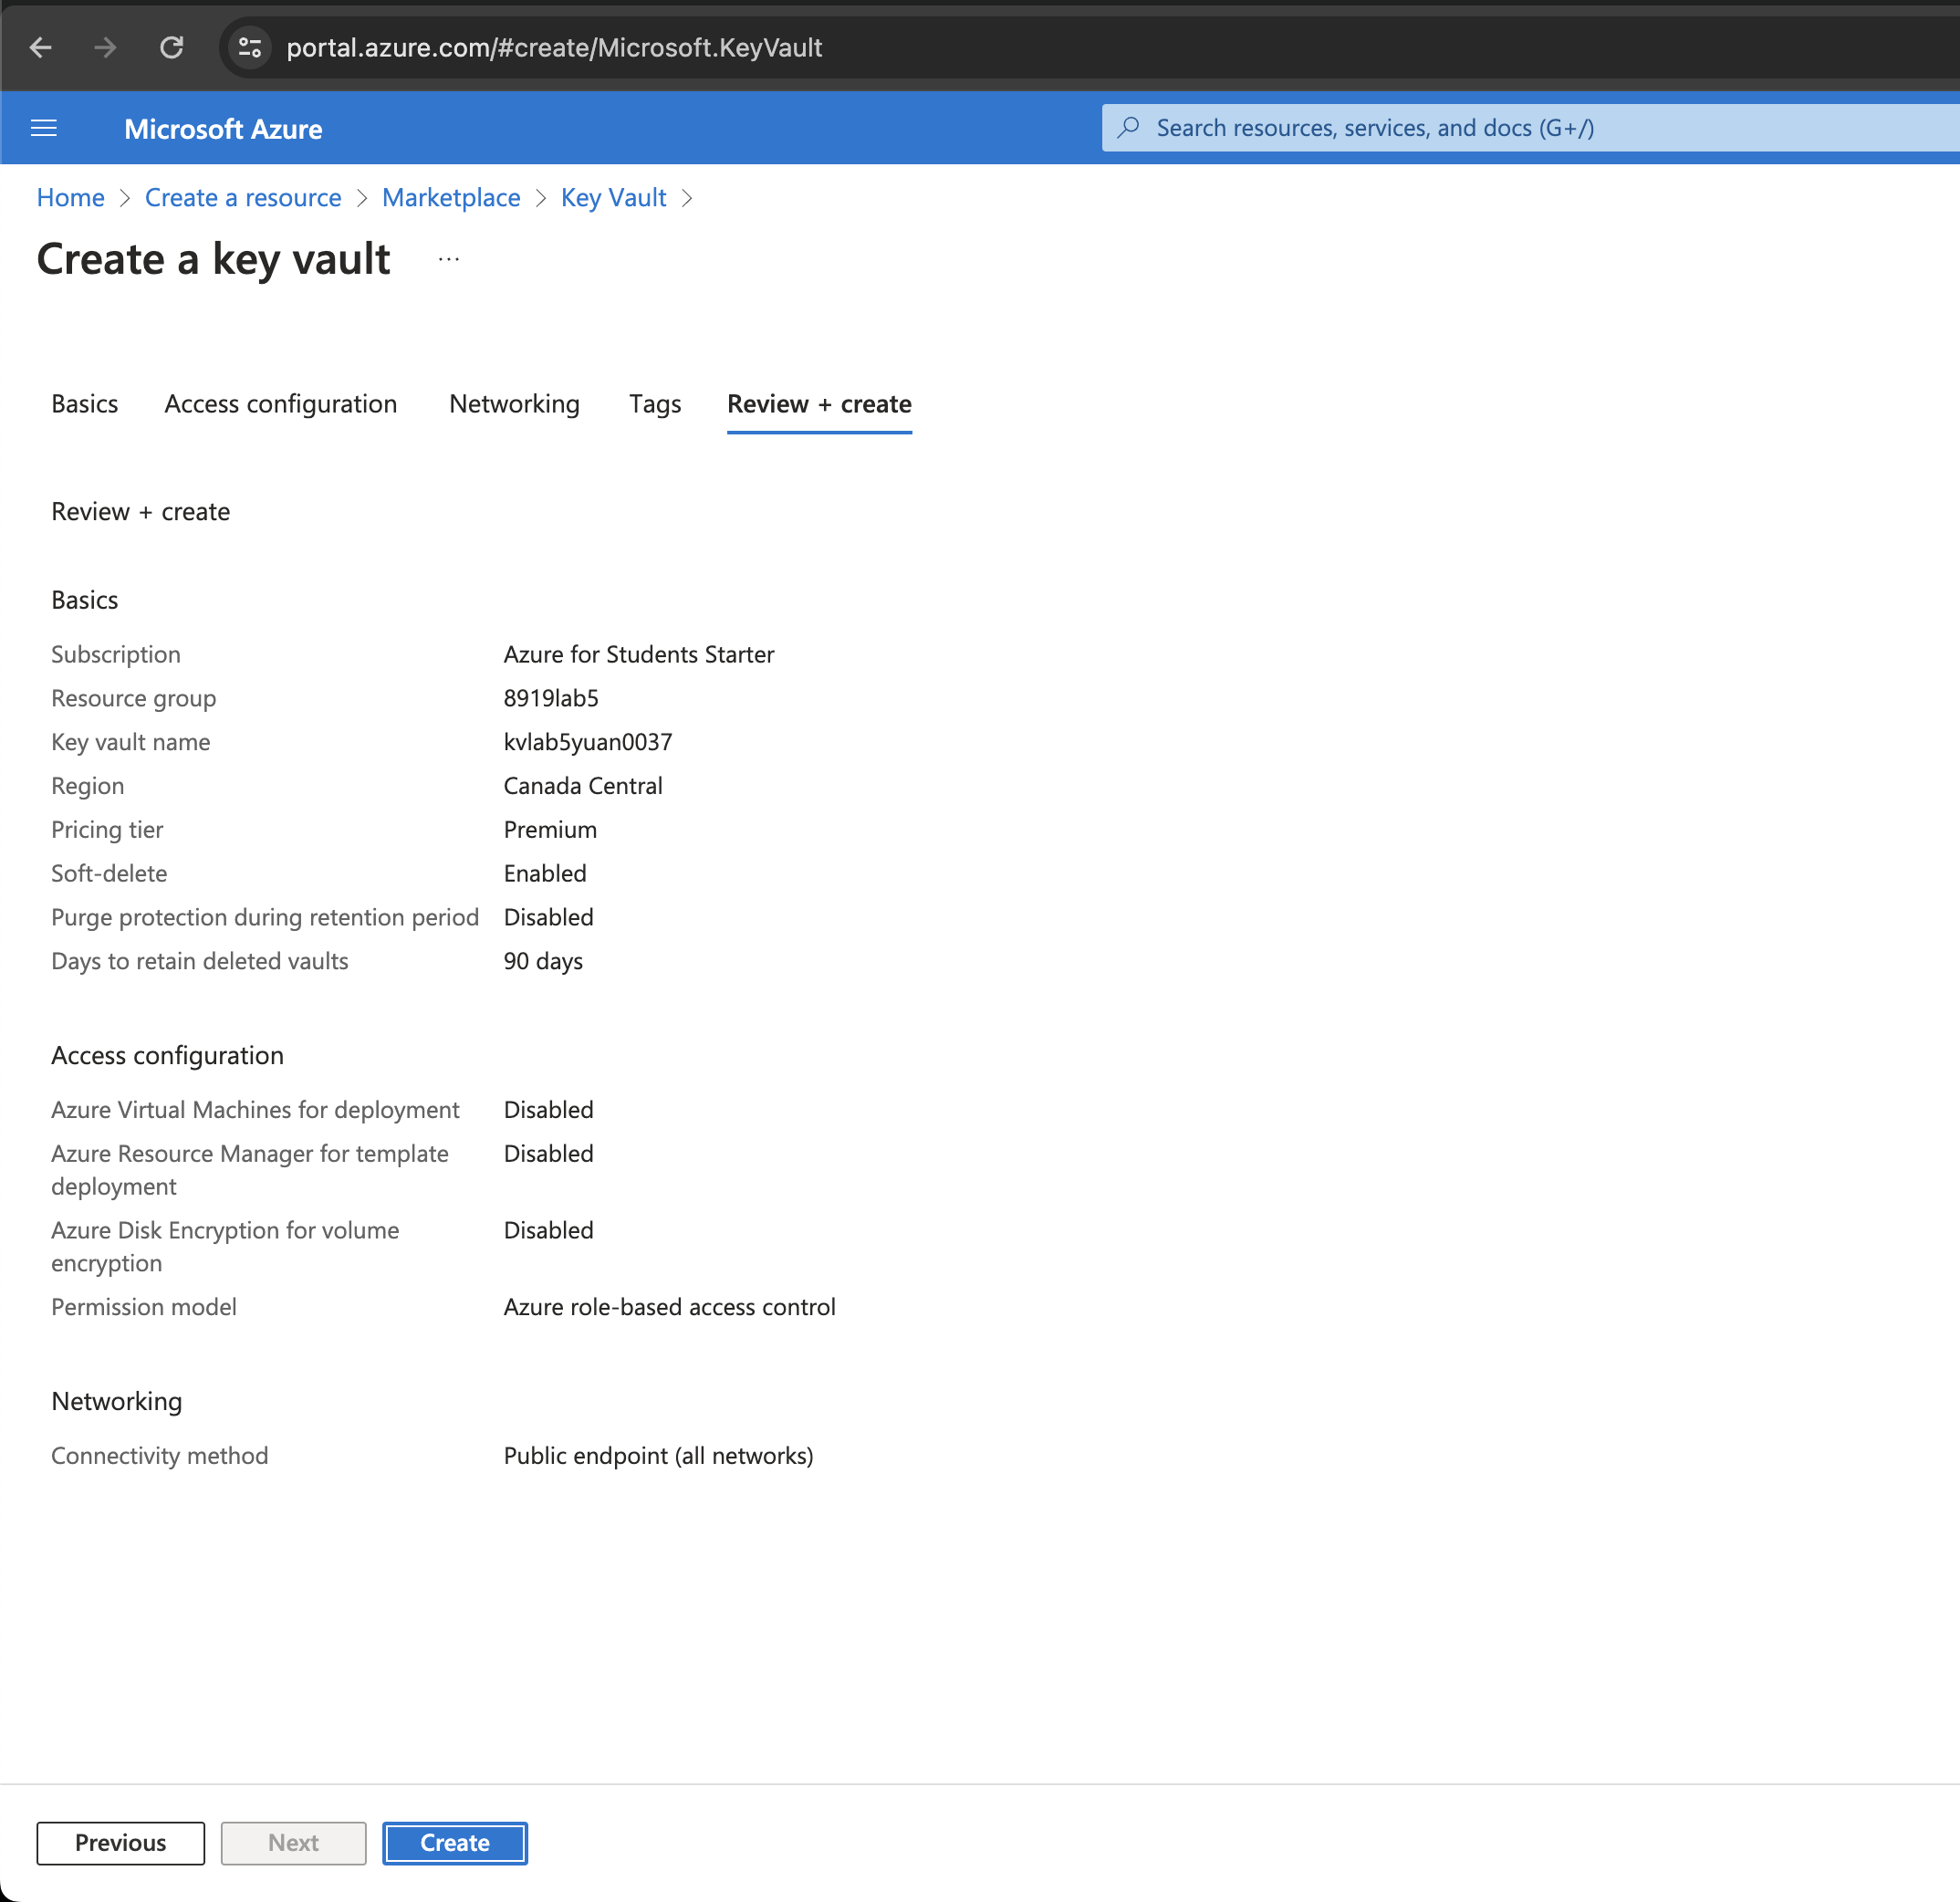 portal.azure.com/#create/Microsoft.KeyVault
Microsoft Azure
Search resources, services, and docs (G+/)
Home > Create a resource > Marketplace > Key Vault >
Create a key vault ...
Basics Access configuration Networking Tags Review + create
Review + create
Basics
Subscription Azure for Students Starter
Resource group 8919lab5
Key vault name kvlab5yuan0037
Region Canada Central
Pricing tier Premium
Soft-delete Enabled
Purge protection during retention period Disabled
Days to retain deleted vaults 90 days
Access configuration
Azure Virtual Machines for deployment Disabled
Azure Resource Manager for template Disabled
deployment
Azure Disk Encryption for volume Disabled
encryption
Permission model Azure role-based access control
Networking
Connectivity method Public endpoint (all networks)
Previous Next Create